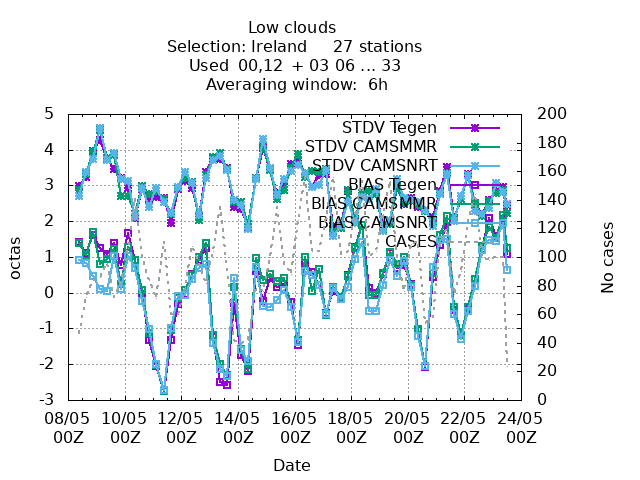 Low clouds
Selection: Ireland 27 stations
Used 00,12 + 03 06 ... 33
Averaging window: 6h
5
4
3
2
1
0
-1
-2
-3
octas
200
180
160
140
120
100
80
60
40
20
0
No cases
STDV Tegen
STDV CAMSMMR
STDV CAMSNRT
BIAS Tegen
BIAS CAMSMMR
BIAS CAMSNRT
CASES
08/05 10/05 12/05 14/05 16/05 18/05 20/05 22/05 24/05
00Z 00Z 00Z 00Z 00Z 00Z 00Z 00Z 00Z
Date